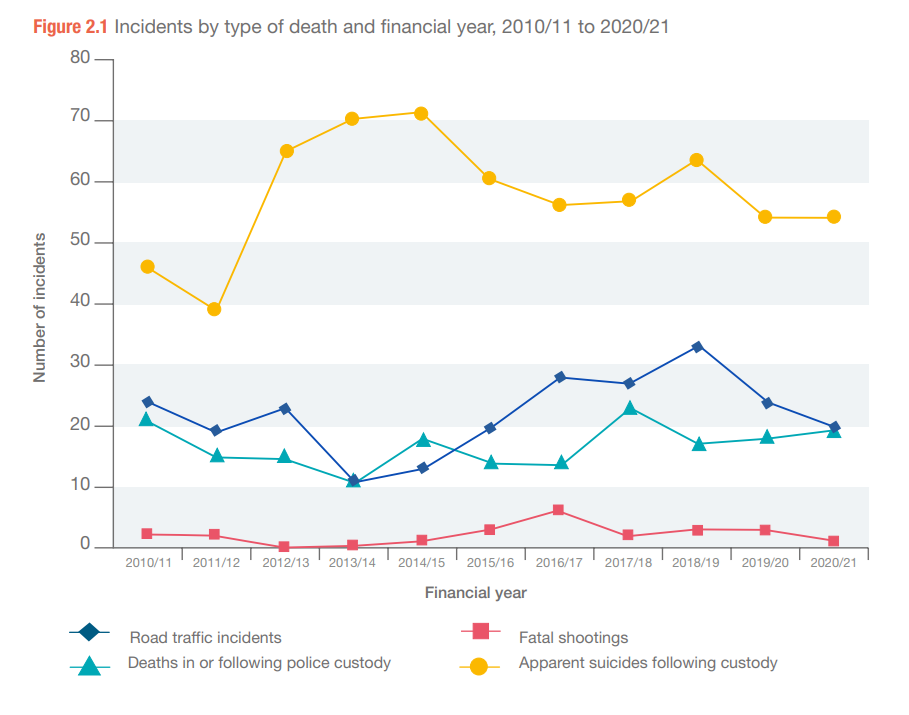 Figure 2.1 Incidents by type of death and financial year, 2010/11 to 2020/21
80
70
60
50
40
30
20
10
0
Number of incidents
2010/11 2011/12 2012/13 2013/14 2014/15 2015/16 2016/17 2017/18 2018/19 2019/20 2020/21
Financial year
Road traffic incidents
Fatal shootings
Deaths in or following police custody
Apparent suicides following custody